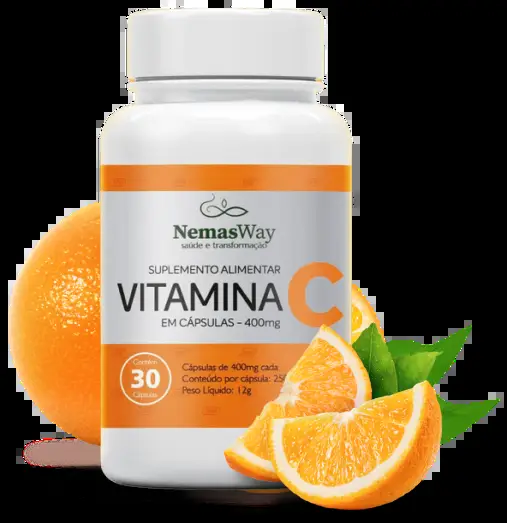 NemasWay
saúde e transformação
SUPLEMENTO ALIMENTAR
VITAMINA C
EM CÁPSULAS – 400mg
Contém
30
Cápsulas
Cápsulas de 400mg cada
Conteúdo por cápsula:
Peso Líquido: 12g